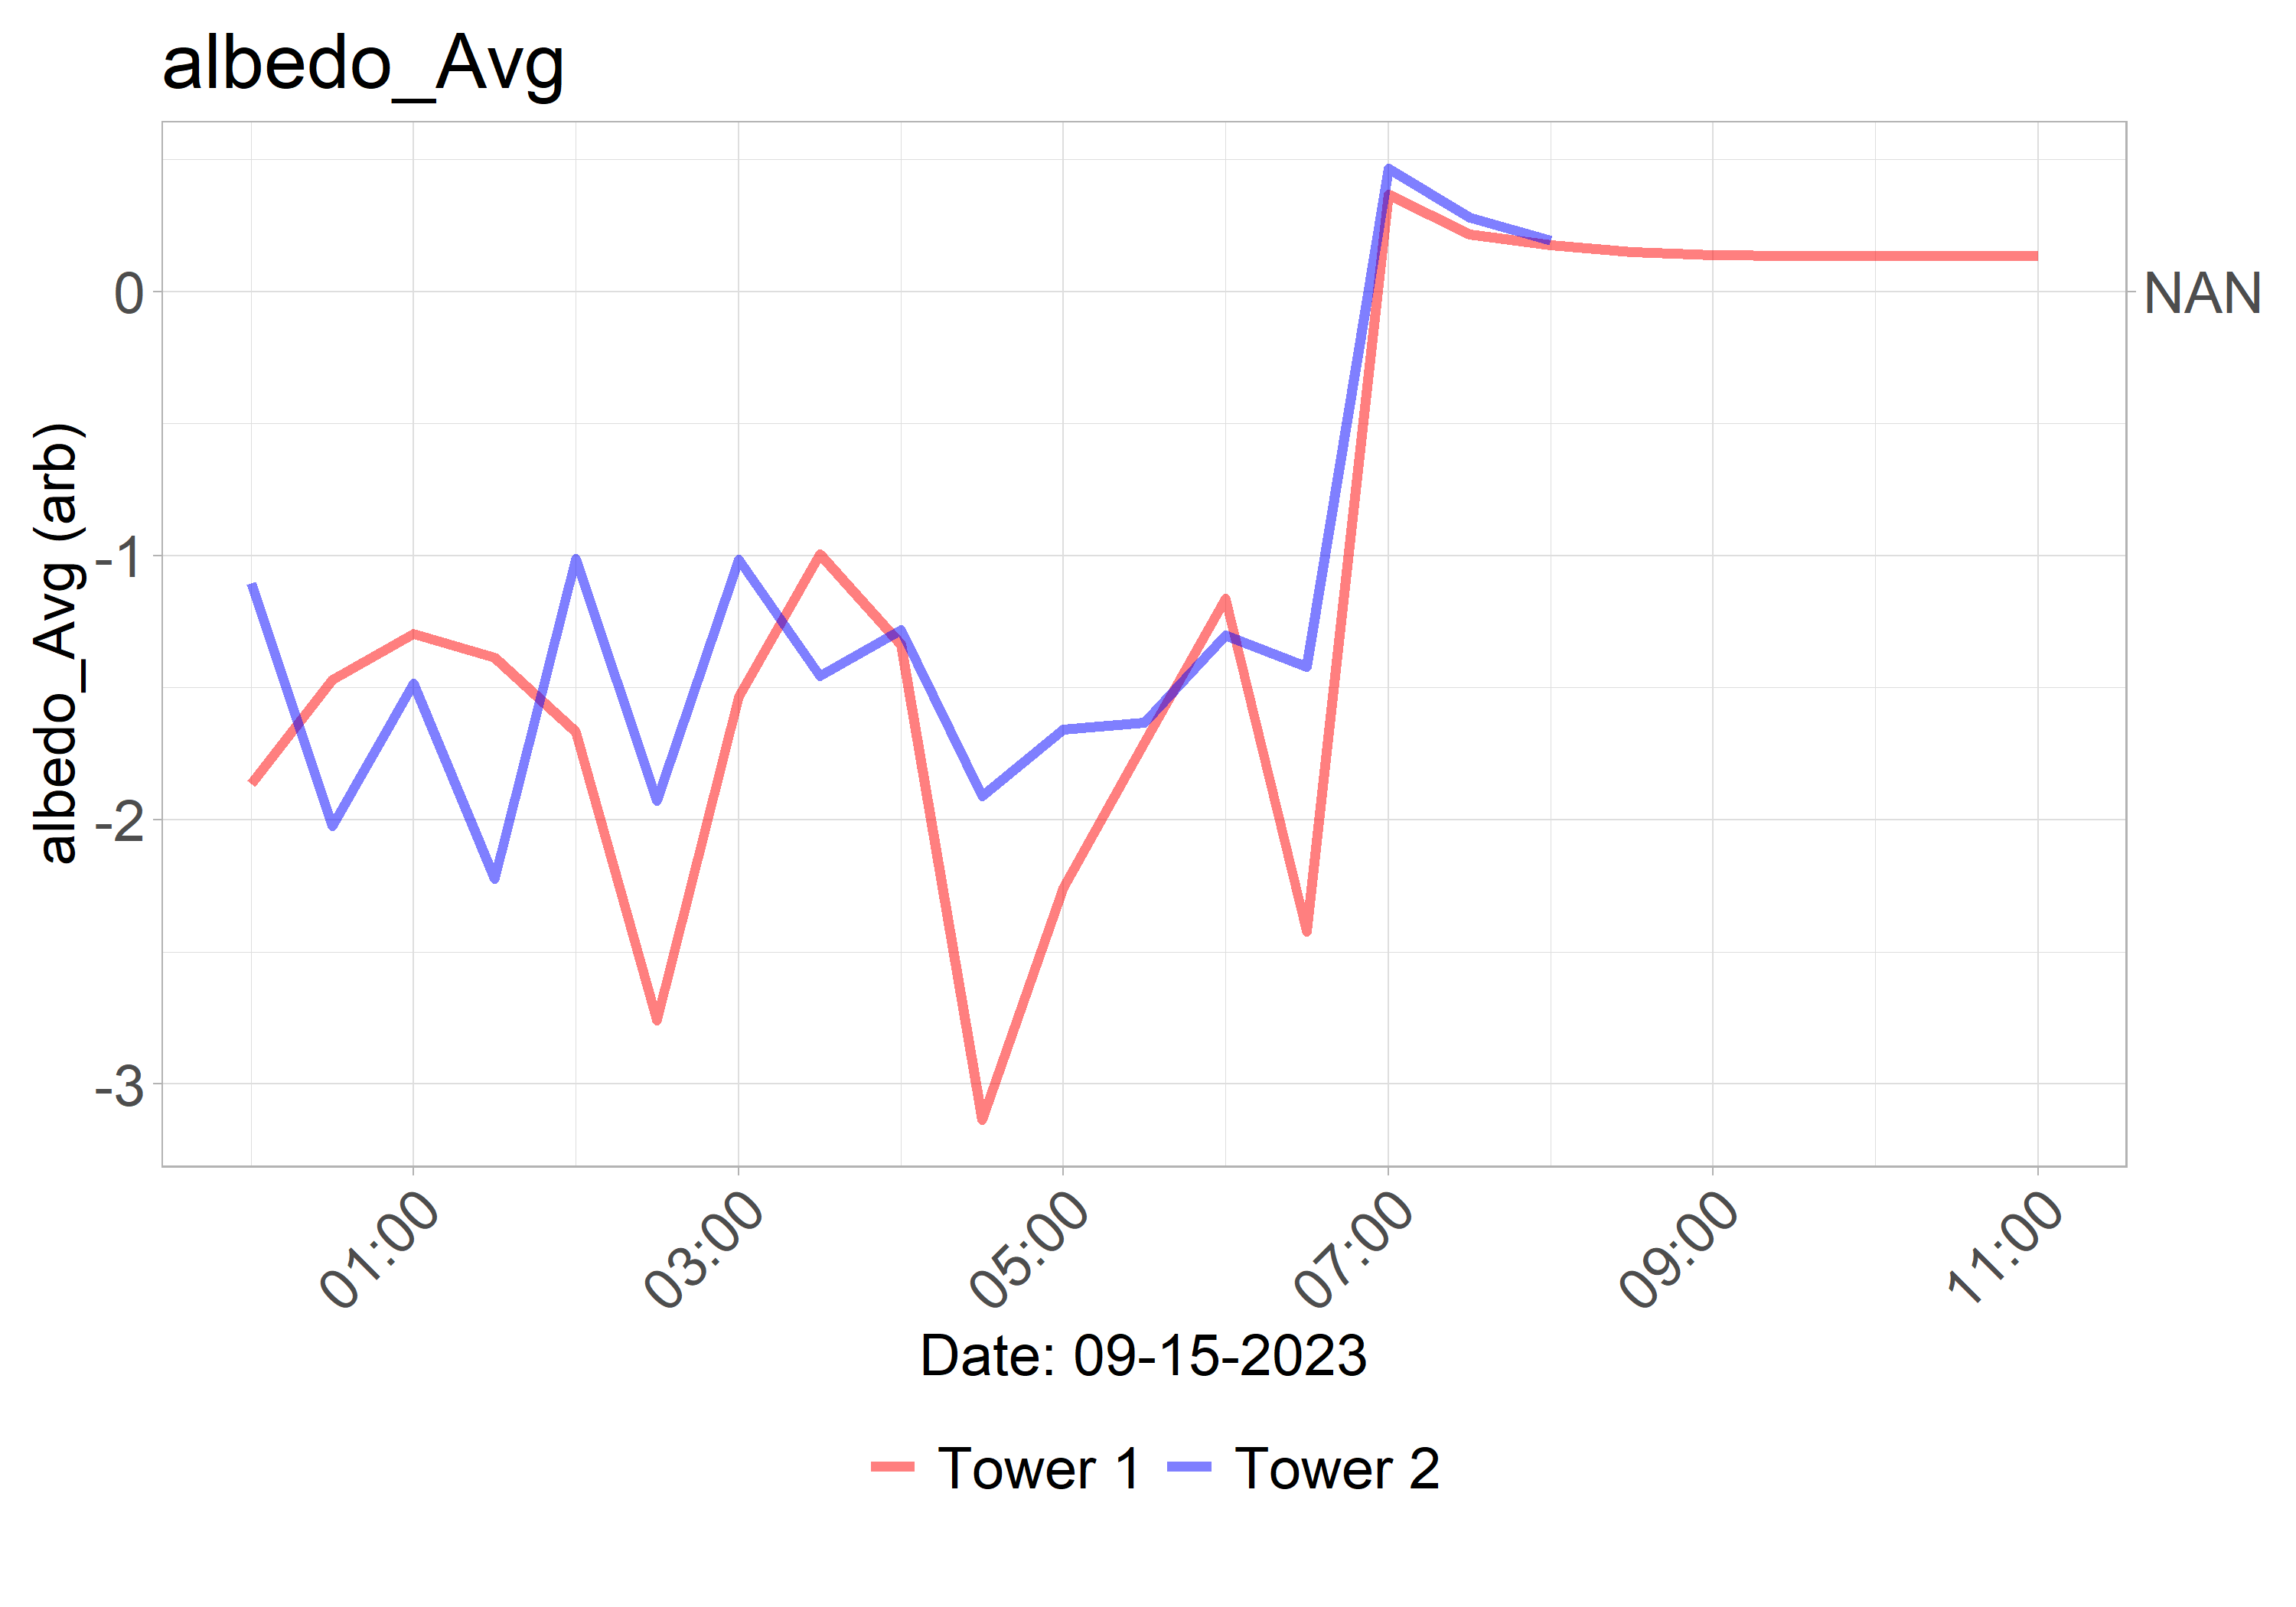 albedo_Avg
albedo_Avg (arb)
0
-1
-2
-3
NAN
01:00
03:00
05:00
07:00
09:00
11:00
Date: 09-15-2023
Tower 1
Tower 2